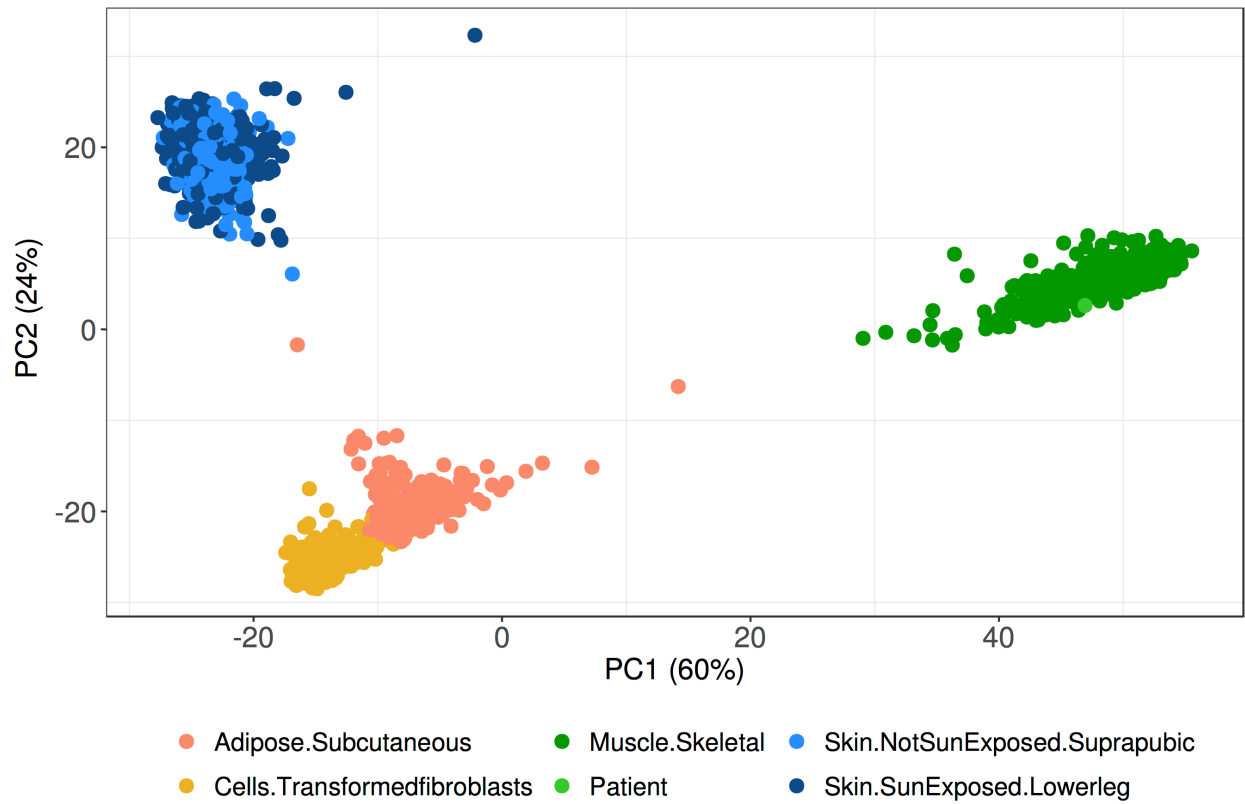 20
0
-20
PC2 (24%)
-20 0 20 40
PC1 (60%)
Adipose.Subcutaneous Muscle.Skeletal Skin.NotSunExposed.Suprapubic
Cells.Transformedfibroblasts Patient Skin.SunExposed.Lowerleg